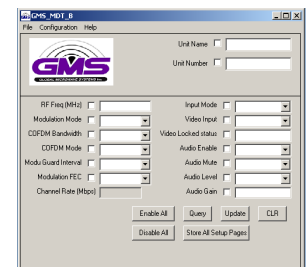 GMS_MDT_B
File Configuration Help
GMS
GLOBAL MICROWAVE SYSTEMS Inc
Unit Name
Unit Number
RF Freq (MHz)
Modulation Mode
COFDM Bandwidth
COFDM Mode
Modu Guard Interval
Modulation FEC
Channel Rate (Mbps)
Input Mode
Video Input
Video Locked status
Audio Enable
Audio Mute
Audio Level
Audio Gain
Enable All Query Update CLR
Disable All Store All Setup Pages